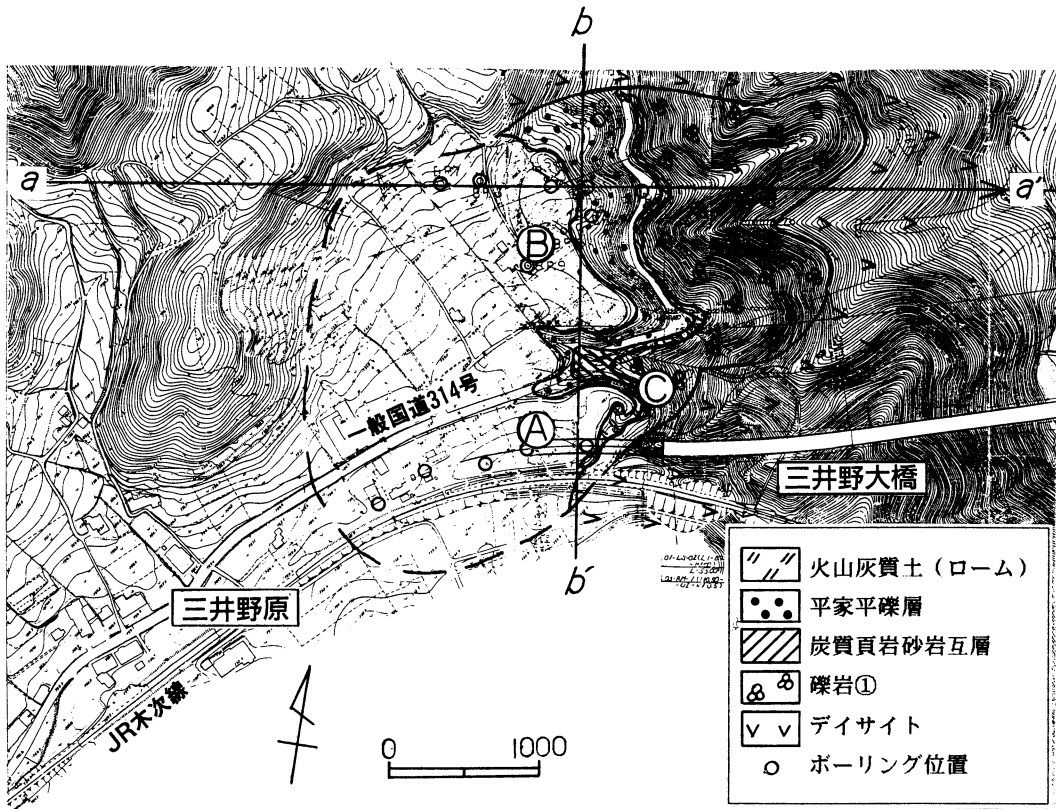 b
a
a'
B
C
一般国道314号
A
三井野大橋
b'
三井野原
JR木次線
0 1000
火山灰質土(ローム)
平家平礫層
炭質頁岩砂岩互層
礫岩①
デイサイト
ボーリング位置